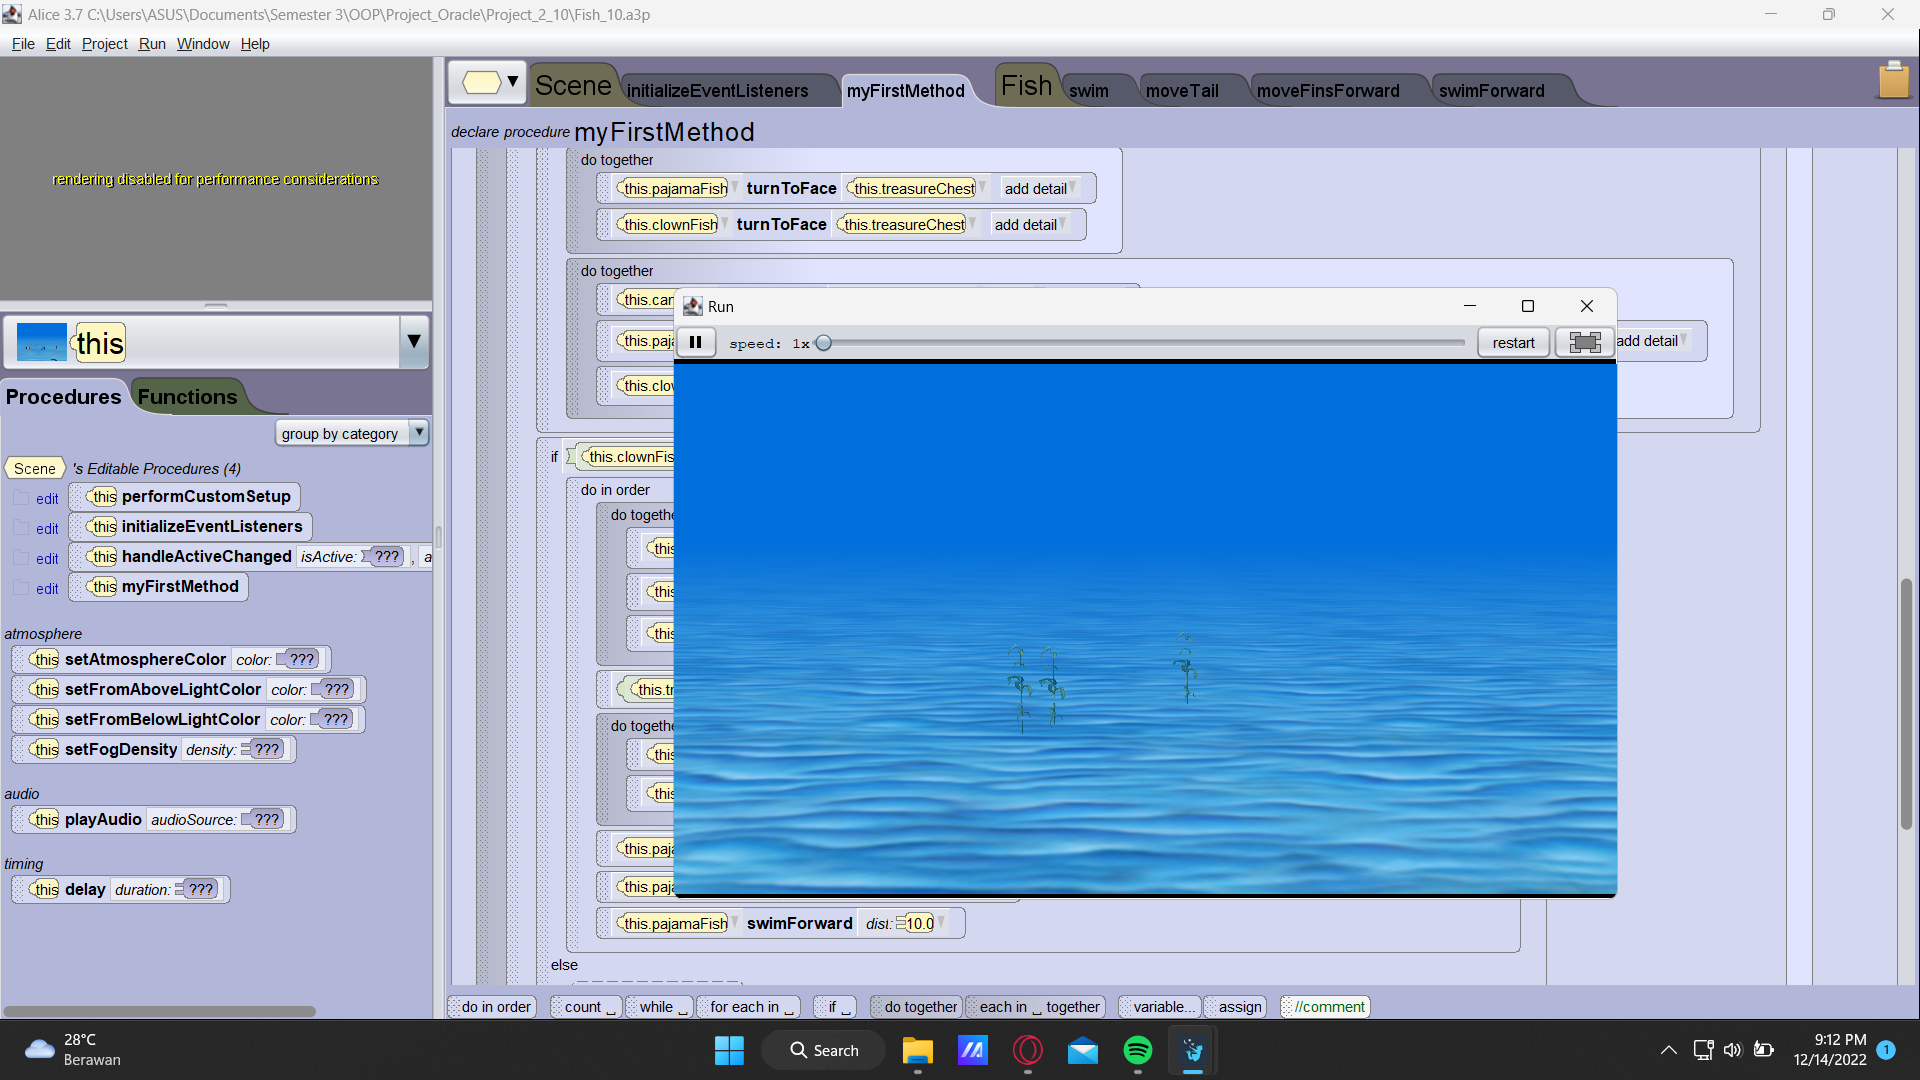 Alice 3.7 C:\Users\ASUS\Documents\Semester 3\OOP\Project_Oracle\Project_2_10\Fish_10.a3p
File Edit Project Run Window Help
rendering disabled for performance considerations
this
Procedures Functions
group by category
Scene 's Editable Procedures (4)
edit this performCustomSetup
edit this initializeEventListeners
edit this handleActiveChanged isActive: ??? , a
edit this myFirstMethod
atmosphere
this setAtmosphereColor color: ???
this setFromAboveLightColor color: ???
this setFromBelowLightColor color: ???
this setFogDensity density: ???
audio
this playAudio audioSource: ???
timing
this delay duration: ???
Scene initializeEventListeners myFirstMethod Fish swim moveTail moveFinsForward swimForward
declare procedure myFirstMethod
do together
this.pajamaFish turnToFace this.treasureChest add detail
this.clownFish turnToFace this.treasureChest add detail
do together
this.car
this.paja add detail
this.clo
if this.clownFis
do in order
do togethe
this
this
this
this.tr
do togethe
this
this
this.paja
this.paja
this.pajamaFish swimForward dist: 10.0
else
Run
speed: 1x restart
do in order count while for each in if do together each in together variable... assign //comment
28°C
Berawan
Search
9:12 PM
12/14/2022
1